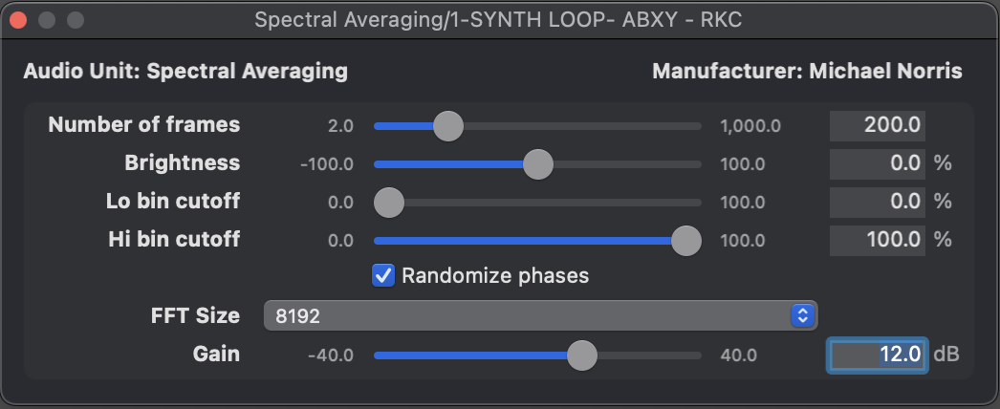 Spectral Averaging/1-SYNTH LOOP- ABXY - RKC
Audio Unit: Spectral Averaging Manufacturer: Michael Norris
Number of frames 2.0 1,000.0 200.0
Brightness -100.0 100.0 0.0 %
Lo bin cutoff 0.0 100.0 0.0 %
Hi bin cutoff 0.0 100.0 100.0 %
Randomize phases
FFT Size 8192
Gain -40.0 40.0 12.0 dB